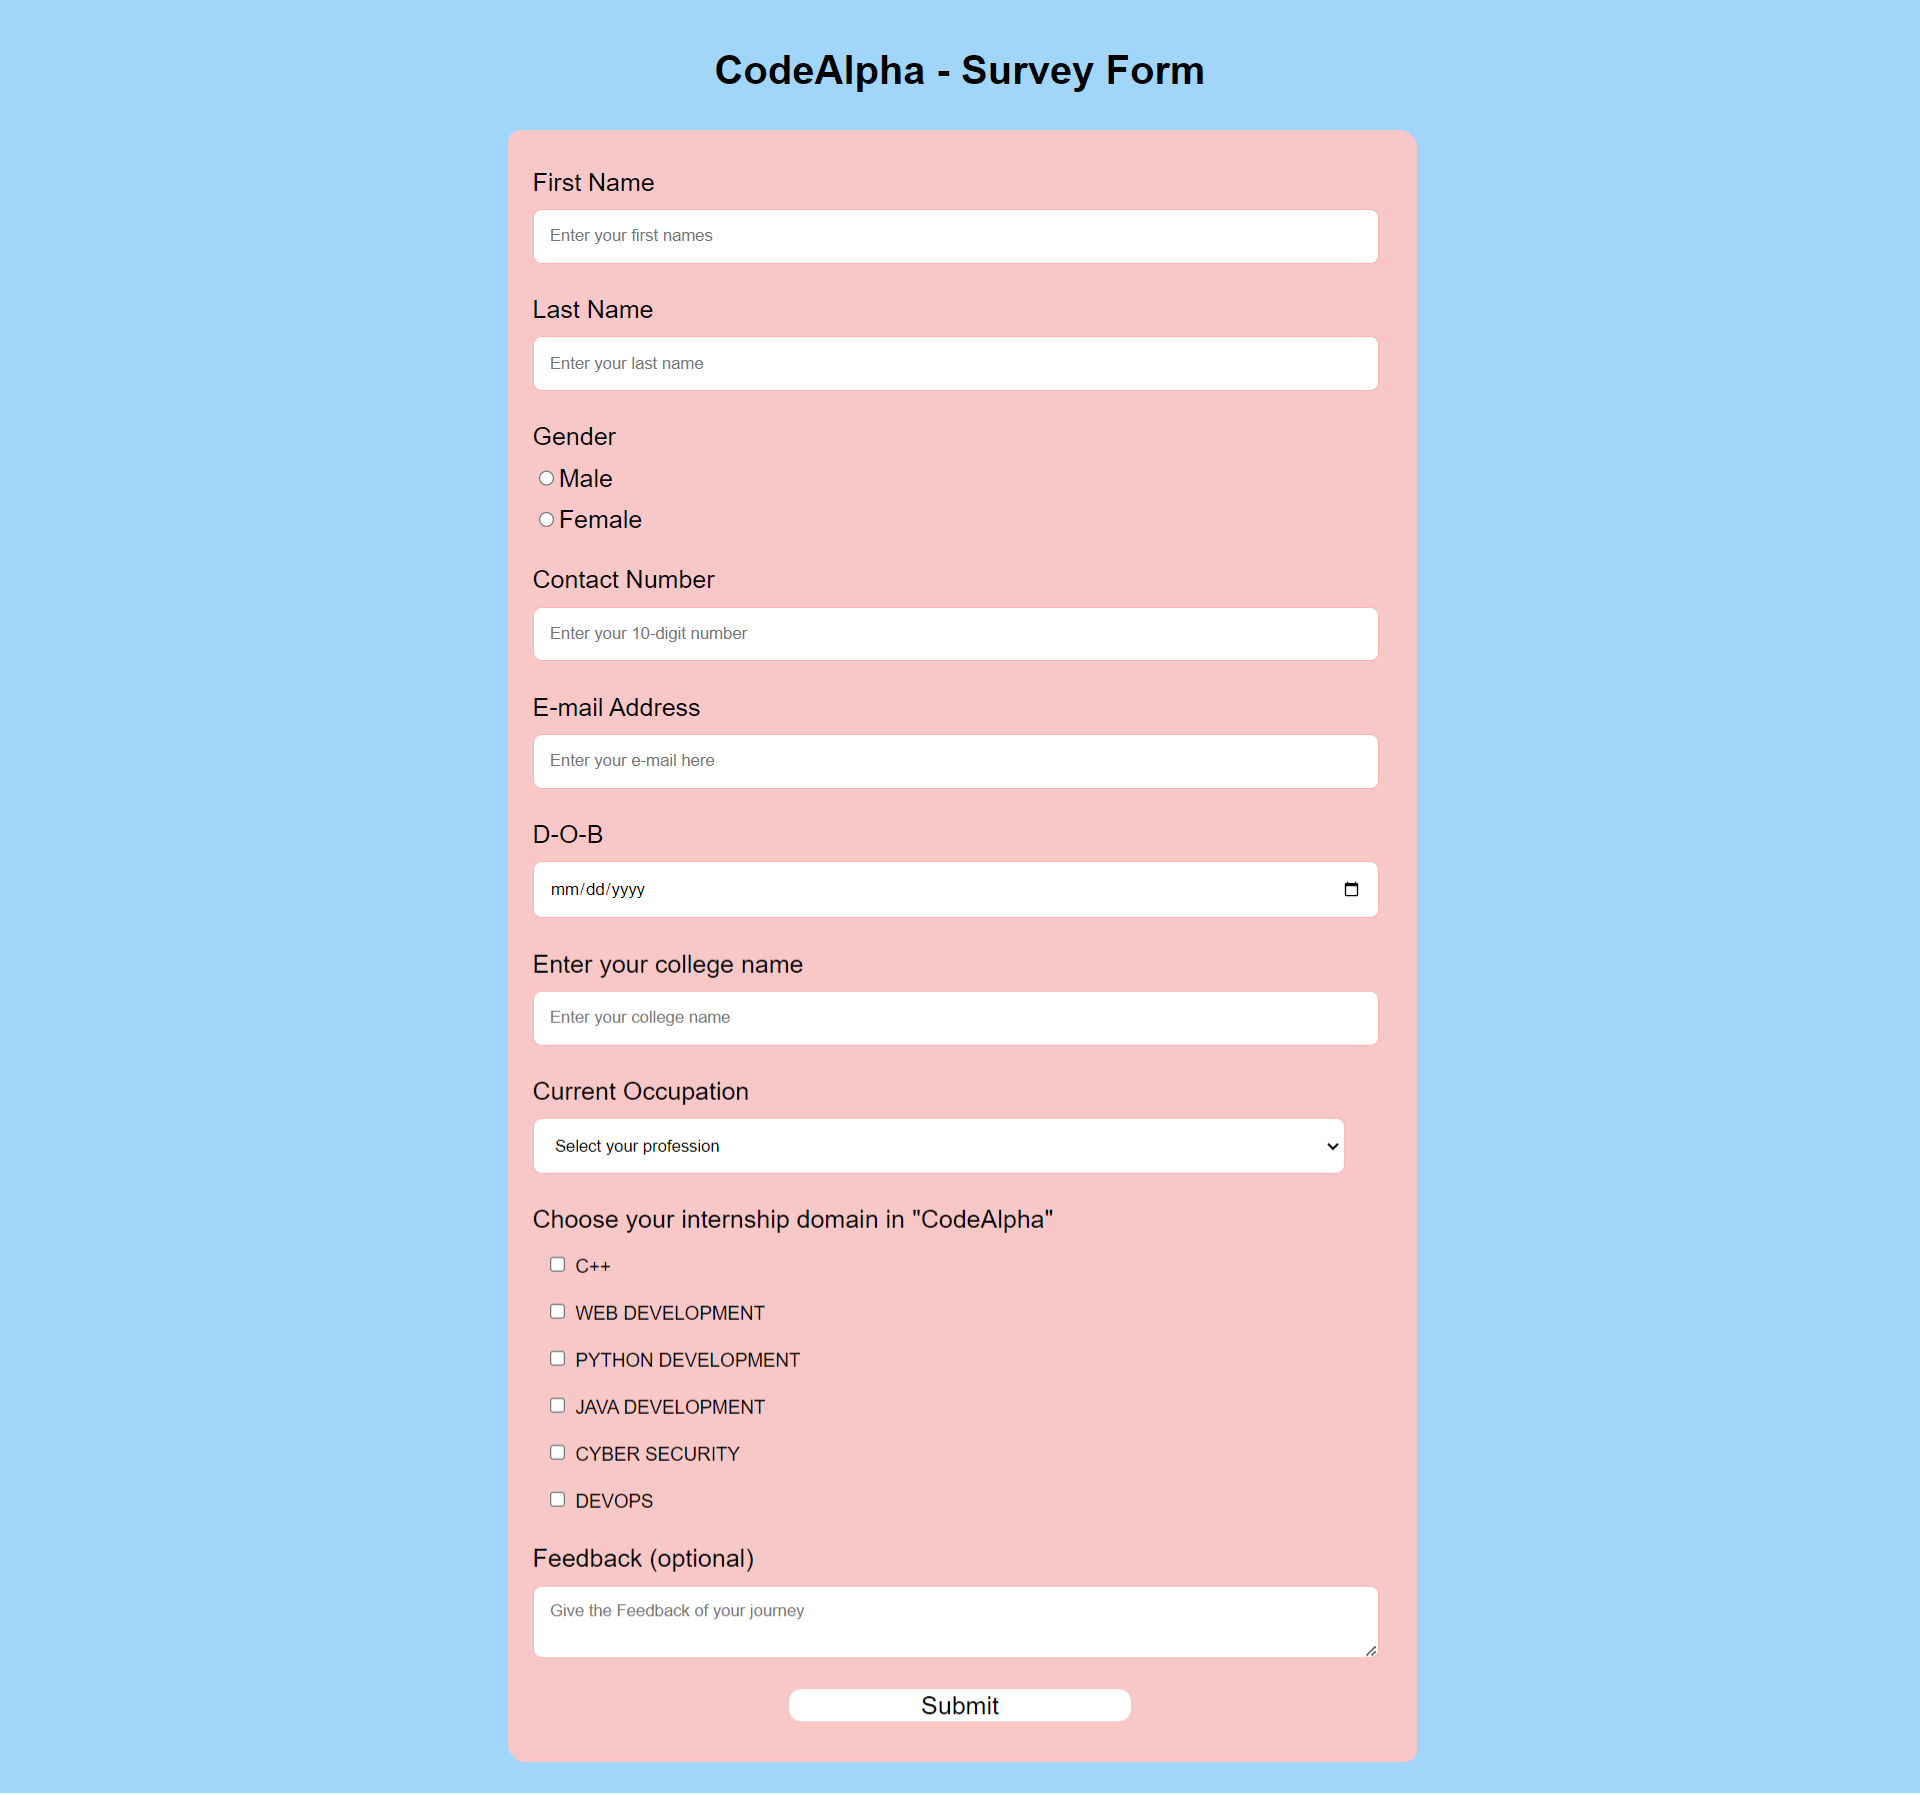 CodeAlpha - Survey Form
First Name
Enter your first names
Last Name
Enter your last name
Gender
Male
Female
Contact Number
Enter your 10-digit number
E-mail Address
Enter your e-mail here
D-O-B
mm/dd/yyyy
Enter your college name
Enter your college name
Current Occupation
Select your profession
Choose your internship domain in "CodeAlpha"
C++
WEB DEVELOPMENT
PYTHON DEVELOPMENT
JAVA DEVELOPMENT
CYBER SECURITY
DEVOPS
Feedback (optional)
Give the Feedback of your journey
Submit